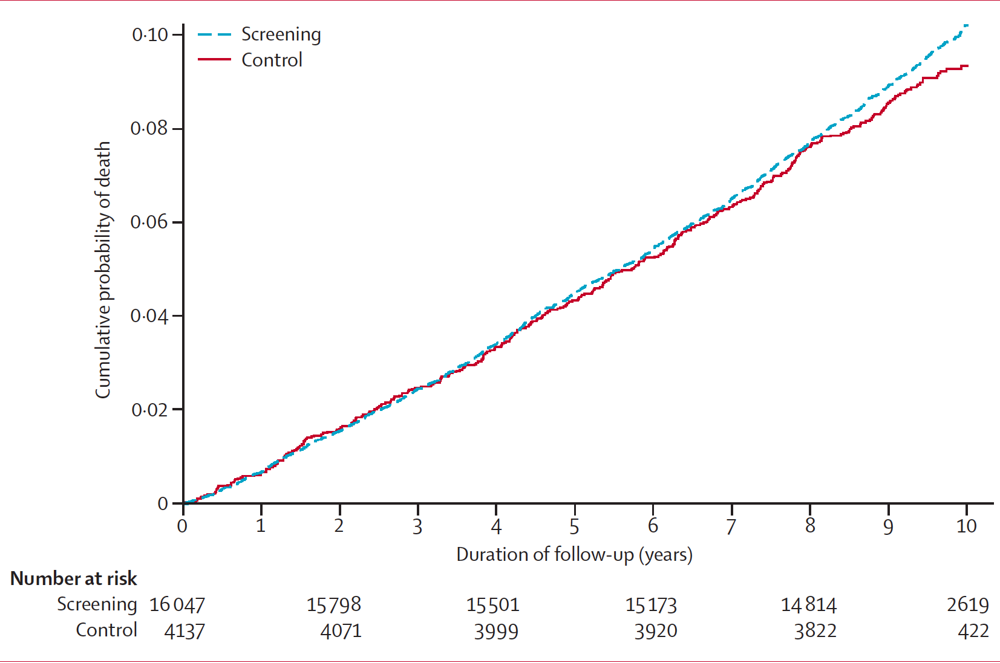 0·10
0·08
0·06
0·04
0·02
0
Cumulative probability of death
Screening
Control
0 1 2 3 4 5 6 7 8 9 10
Duration of follow-up (years)
Number at risk
Screening 16 047 15 798 15 501 15 173 14 814 2619
Control 4137 4071 3999 3920 3822 422